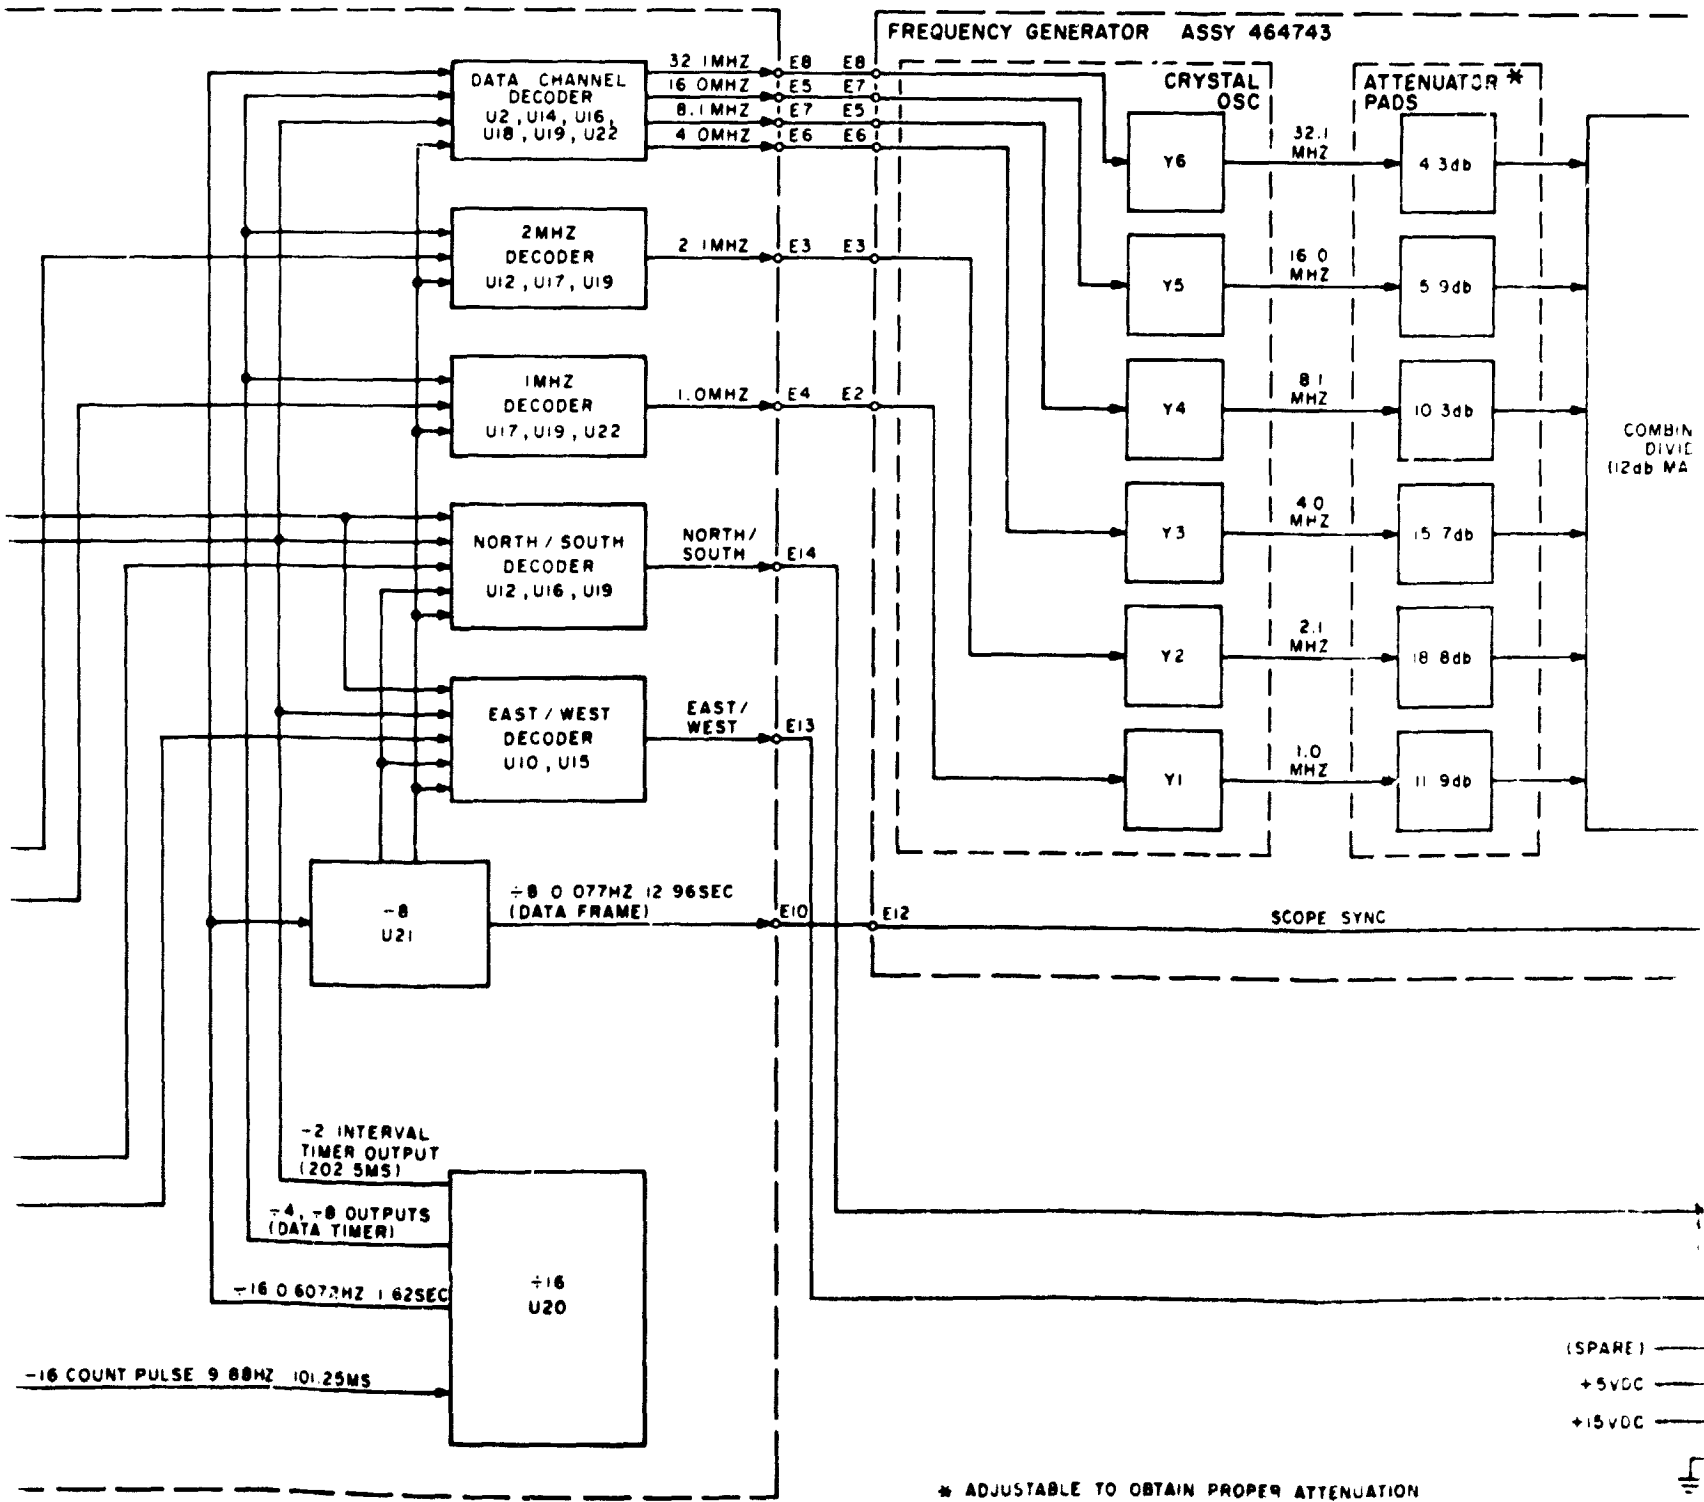 FREQUENCY GENERATOR ASSY 464743
32 1MHZ E8 E8
16 0MHZ E5 E7
8.1MHZ E7 E5
4 0MHZ E6 E6
DATA CHANNEL
DECODER
U2, U14, U16,
U18, U19, U22
CRYSTAL
OSC
ATTENUATOR *
PADS
Y6
32.1
MHZ
4 3db
2MHZ
DECODER
U12, U17, U19
2 1MHZ E3 E3
Y5
16 0
MHZ
5 9db
1MHZ
DECODER
U17, U19, U22
1.0MHZ E4 E2
Y4
8 1
MHZ
10 3db
COMBIN
DIVIE
(12db MA
NORTH / SOUTH
DECODER
U12, U16, U19
NORTH/
SOUTH
E14
Y3
4 0
MHZ
15 7db
Y2
2.1
MHZ
18 8db
EAST / WEST
DECODER
U10, U15
EAST/
WEST
E13
Y1
1.0
MHZ
11 9db
-8
U21
÷8 0 077HZ 12 96SEC
(DATA FRAME)
E10 E12
SCOPE SYNC
-2 INTERVAL
TIMER OUTPUT
(202 5MS)
÷4, ÷8 OUTPUTS
(DATA TIMER)
÷16 1 62SEC
÷16
U20
-16 COUNT PULSE 9 88HZ 101.25MS
(SPARE)
+5VDC
+15VDC
* ADJUSTABLE TO OBTAIN PROPER ATTENUATION